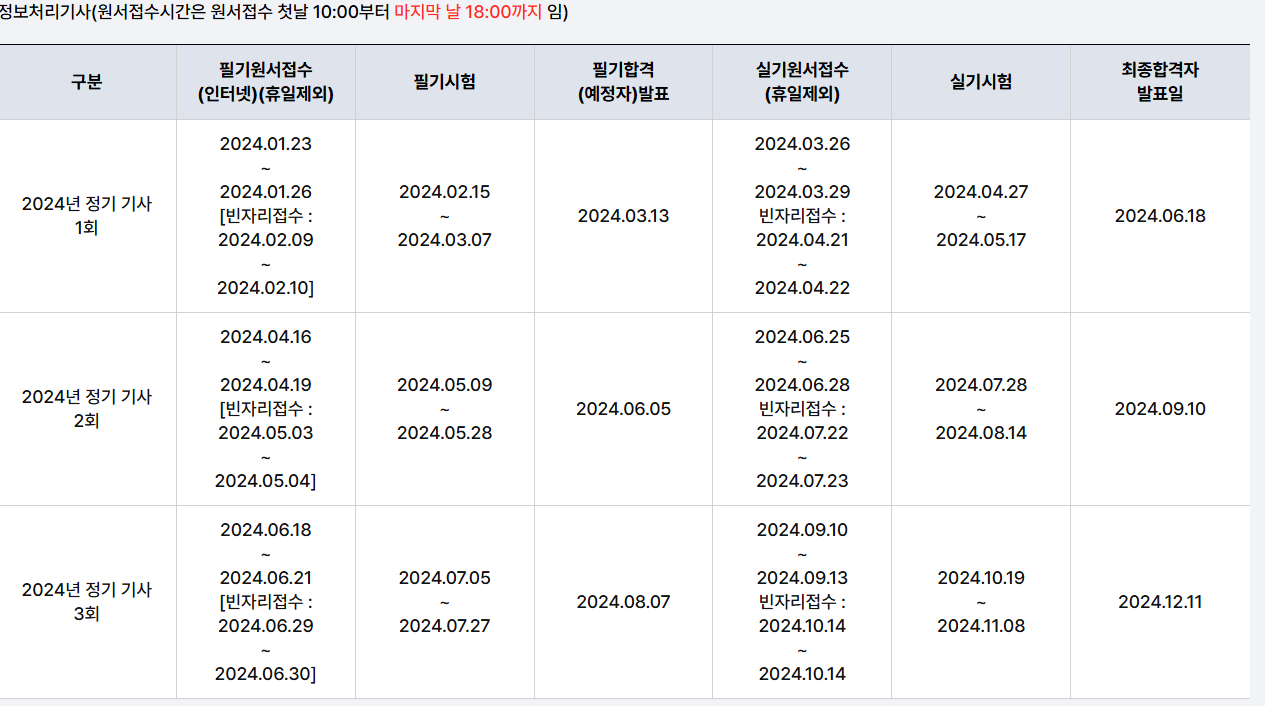 정보처리기사(원서접수시간은 원서접수 첫날 10:00부터 마지막 날 18:00까지 임)
구분
필기원서접수
(인터넷)(휴일제외)
필기시험
필기합격
(예정자)발표
실기원서접수
(휴일제외)
실기시험
최종합격자
발표일
2024년 정기 기사
1회
2024.01.23
~
2024.01.26
[빈자리접수 :
2024.02.09
~
2024.02.10]
2024.02.15
~
2024.03.07
2024.03.13
2024.03.26
~
2024.03.29
빈자리접수 :
2024.04.21
~
2024.04.22
2024.04.27
~
2024.05.17
2024.06.18
2024년 정기 기사
2회
2024.04.16
~
2024.04.19
[빈자리접수 :
2024.05.03
~
2024.05.04]
2024.05.09
~
2024.05.28
2024.06.05
2024.06.25
~
2024.06.28
빈자리접수 :
2024.07.22
~
2024.07.23
2024.07.28
~
2024.08.14
2024.09.10
2024년 정기 기사
3회
2024.06.18
~
2024.06.21
[빈자리접수 :
2024.06.29
~
2024.06.30]
2024.07.05
~
2024.07.27
2024.08.07
2024.09.10
~
2024.09.13
빈자리접수 :
2024.10.14
~
2024.10.14
2024.10.19
~
2024.11.08
2024.12.11